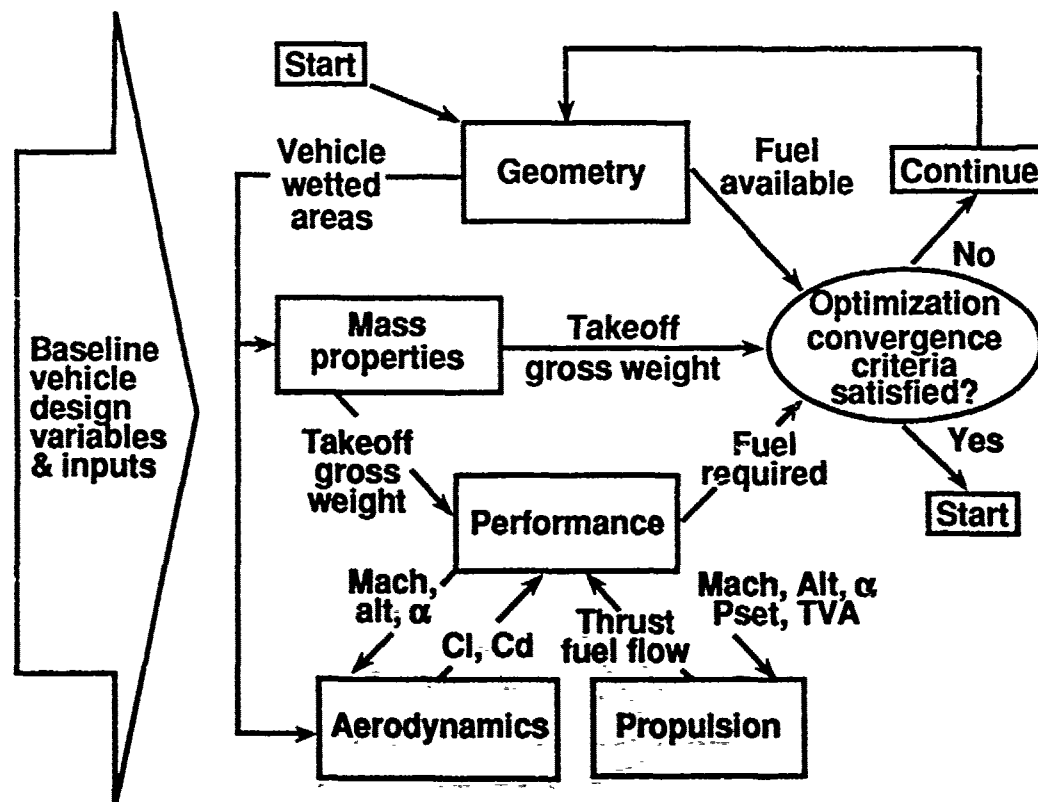 Start
Geometry
Vehicle
wetted
areas
Fuel
available
Continue
No
Optimization
convergence
criteria
satisfied?
Yes
Start
Baseline
vehicle
design
variables
& inputs
Mass
properties
Takeoff
gross weight
Takeoff
gross
weight
Fuel
required
Performance
Mach,
alt, α
Cl, Cd
Thrust
fuel flow
Mach, Alt, α
Pset, TVA
Aerodynamics
Propulsion